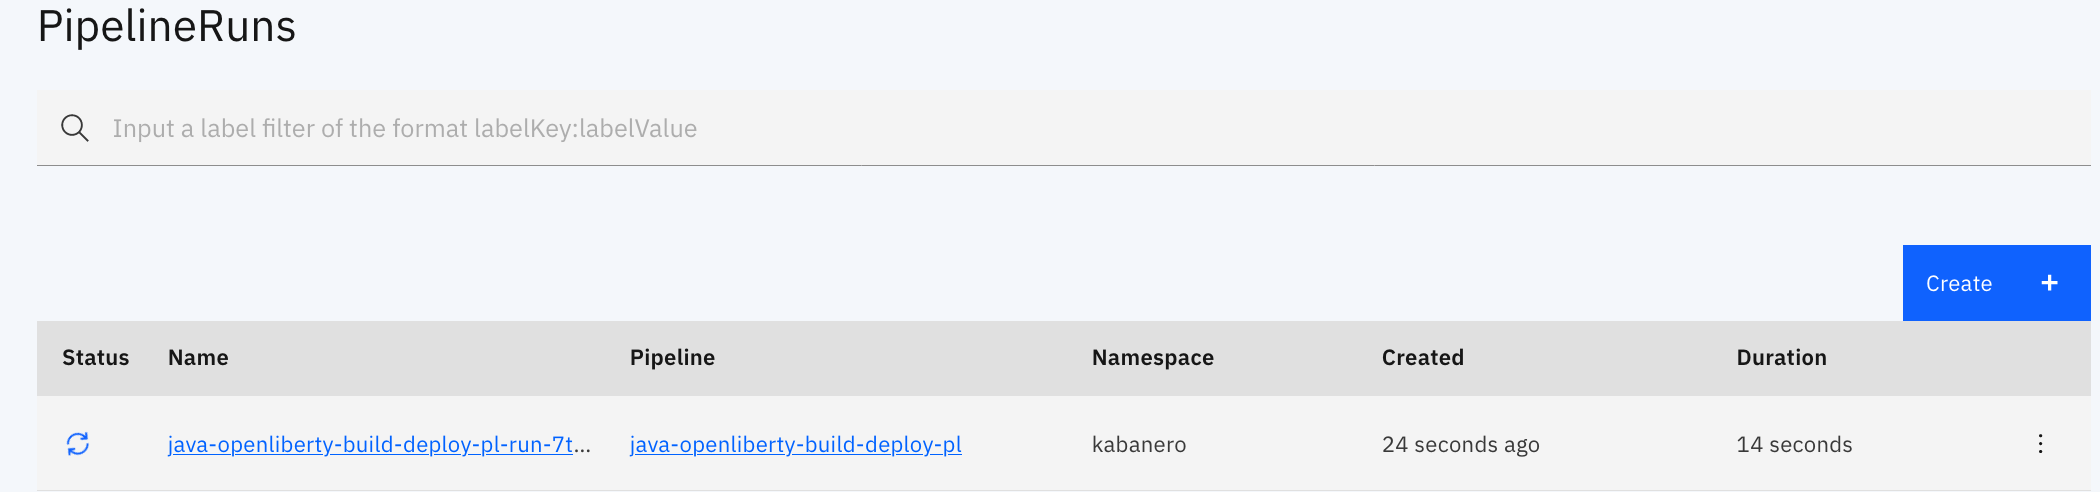 PipelineRuns
Input a label filter of the format labelKey:labelValue
Create +
Status Name Pipeline Namespace Created Duration
java-openliberty-build-deploy-pl-run-7t... java-openliberty-build-deploy-pl kabanero 24 seconds ago 14 seconds